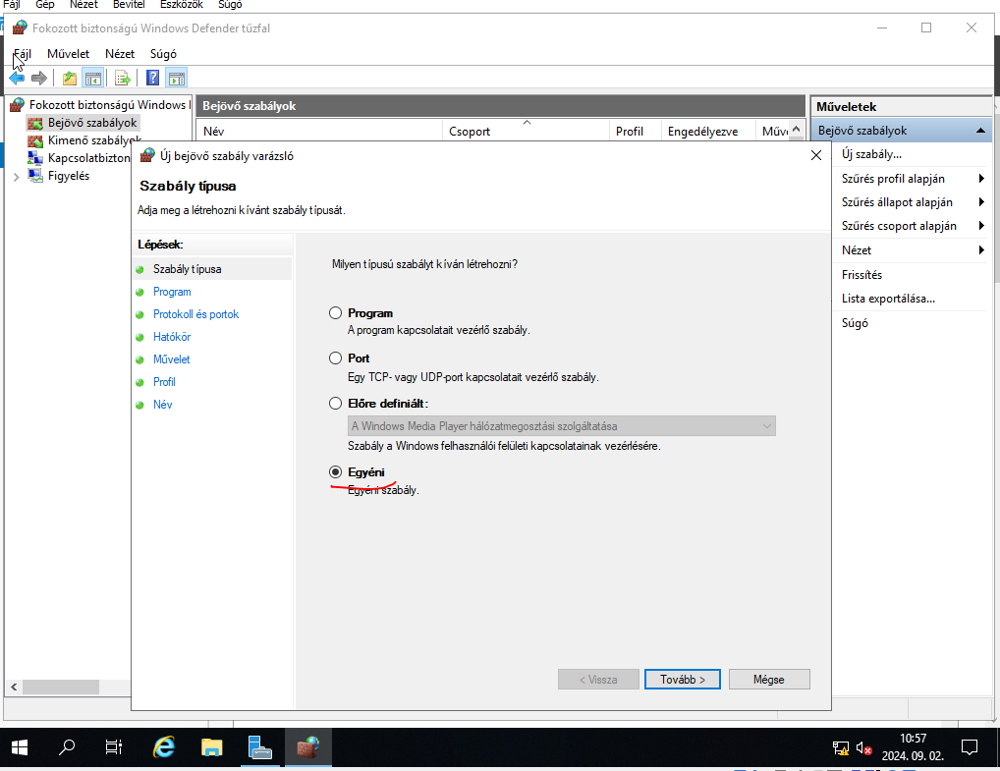 Fájl Gép Nézet Bevitel Eszközök Súgó
Fokozott biztonságú Windows Defender tűzfal
Fájl Művelet Nézet Súgó
Fokozott biztonságú Windows
Bejövő szabályok
Kimenő szabályok
Kapcsolatbizton
Figyelés
Bejövő szabályok
Név Csoport Profil Engedélyezve Műve
Műveletek
Bejövő szabályok
Új szabály...
Szűrés profil alapján
Szűrés állapot alapján
Szűrés csoport alapján
Nézet
Frissítés
Lista exportálása...
Súgó
Új bejövő szabály varázsló
Szabály típusa
Adja meg a létrehozni kívánt szabály típusát.
Lépések:
Szabály típusa
Program
Protokoll és portok
Hatókör
Művelet
Profil
Név
Milyen típusú szabályt kíván létrehozni?
Program
A program kapcsolatait vezérlő szabály.
Port
Egy TCP- vagy UDP-port kapcsolatait vezérlő szabály.
Előre definiált:
A Windows Media Player hálózatmegosztási szolgáltatása
Szabály a Windows felhasználói felületi kapcsolatainak vezérlésére.
Egyéni
Egyéni szabály.
< Vissza Tovább > Mégse
10:57
2024. 09. 02.